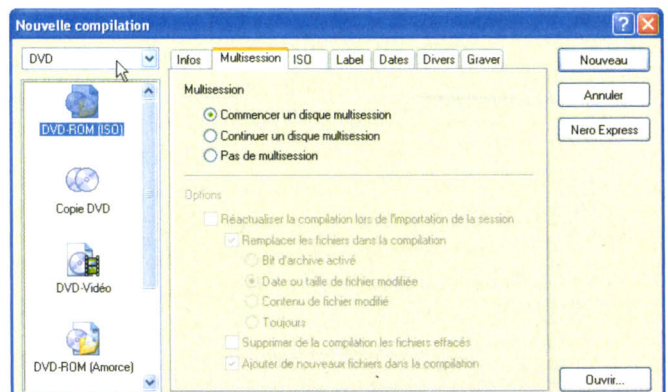 Nouvelle compilation
DVD
DVD-ROM (ISO)
Copie DVD
DVD-Vidéo
DVD-ROM (Amorce)
Infos Multisession ISO Label Dates Divers Graver
Multisession
Commencer un disque multisession
Continuer un disque multisession
Pas de multisession
Options
Réactualiser la compilation lors de l'importation de la session
Remplacer les fichiers dans la compilation
Bit d'archive activé
Date ou taille de fichier modifiée
Contenu de fichier modifié
Toujours
Supprimer de la compilation les fichiers effacés
Ajouter de nouveaux fichiers dans la compilation
Nouveau
Annuler
Nero Express
Ouvrir...